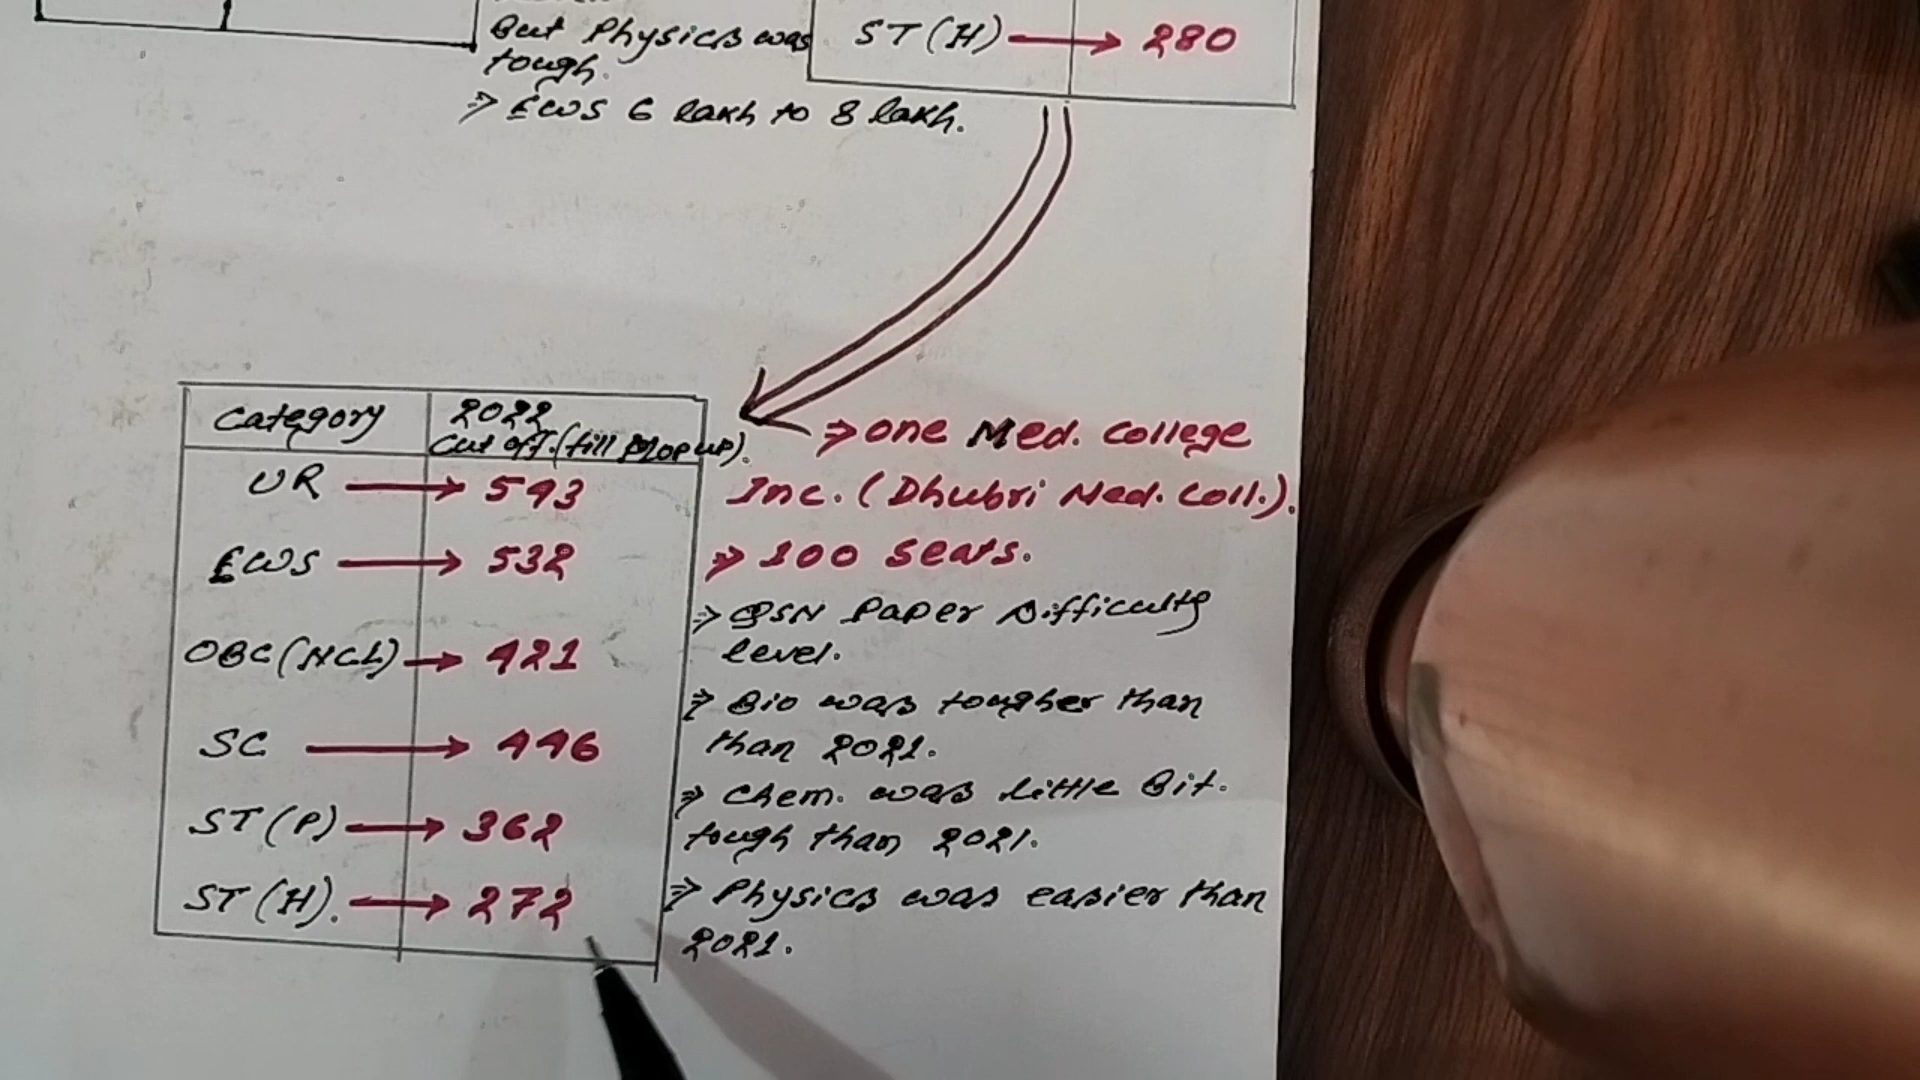 But Physics was
tough.
⇒ EWS 6 lakh to 8 lakh.
ST(H) → 280
Category 2022
Cut off.(till Mopup).
UR → 543
EWS → 532
OBC(NCL) → 421
SC → 446
ST(P) → 362
ST(H). → 272
⇒ One Med. College
Inc. (Dhubri Med. Coll.).
⇒ 100 Seats.
⇒ QSN Paper Difficulty
level.
⇒ Bio was tougher than
than 2021.
⇒ Chem. was little Bit.
tough than 2021.
⇒ Physics was easier than
2021.